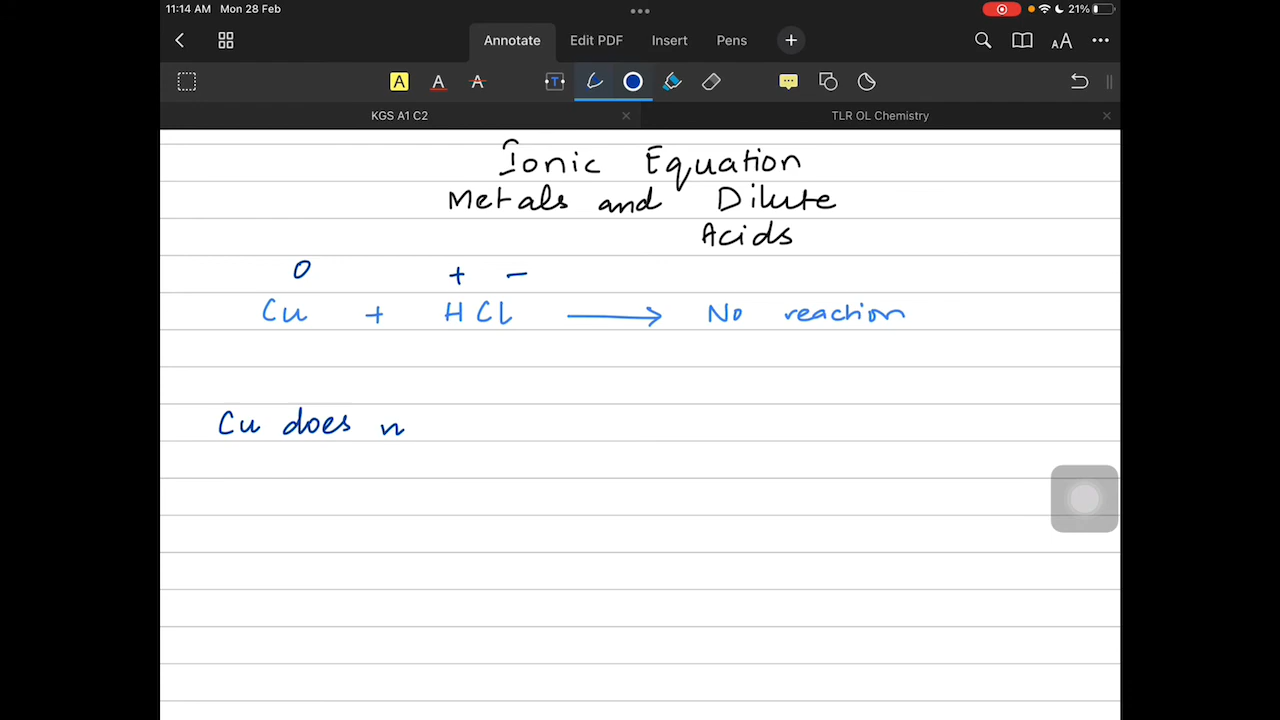 11:14 AM Mon 28 Feb
21%
Annotate Edit PDF Insert Pens
A A A T AA
KGS A1 C2
TLR OL Chemistry
Ionic Equation
Metals and Dilute
Acids
0 + −
Cu + HCl ⟶ No reaction
Cu does n